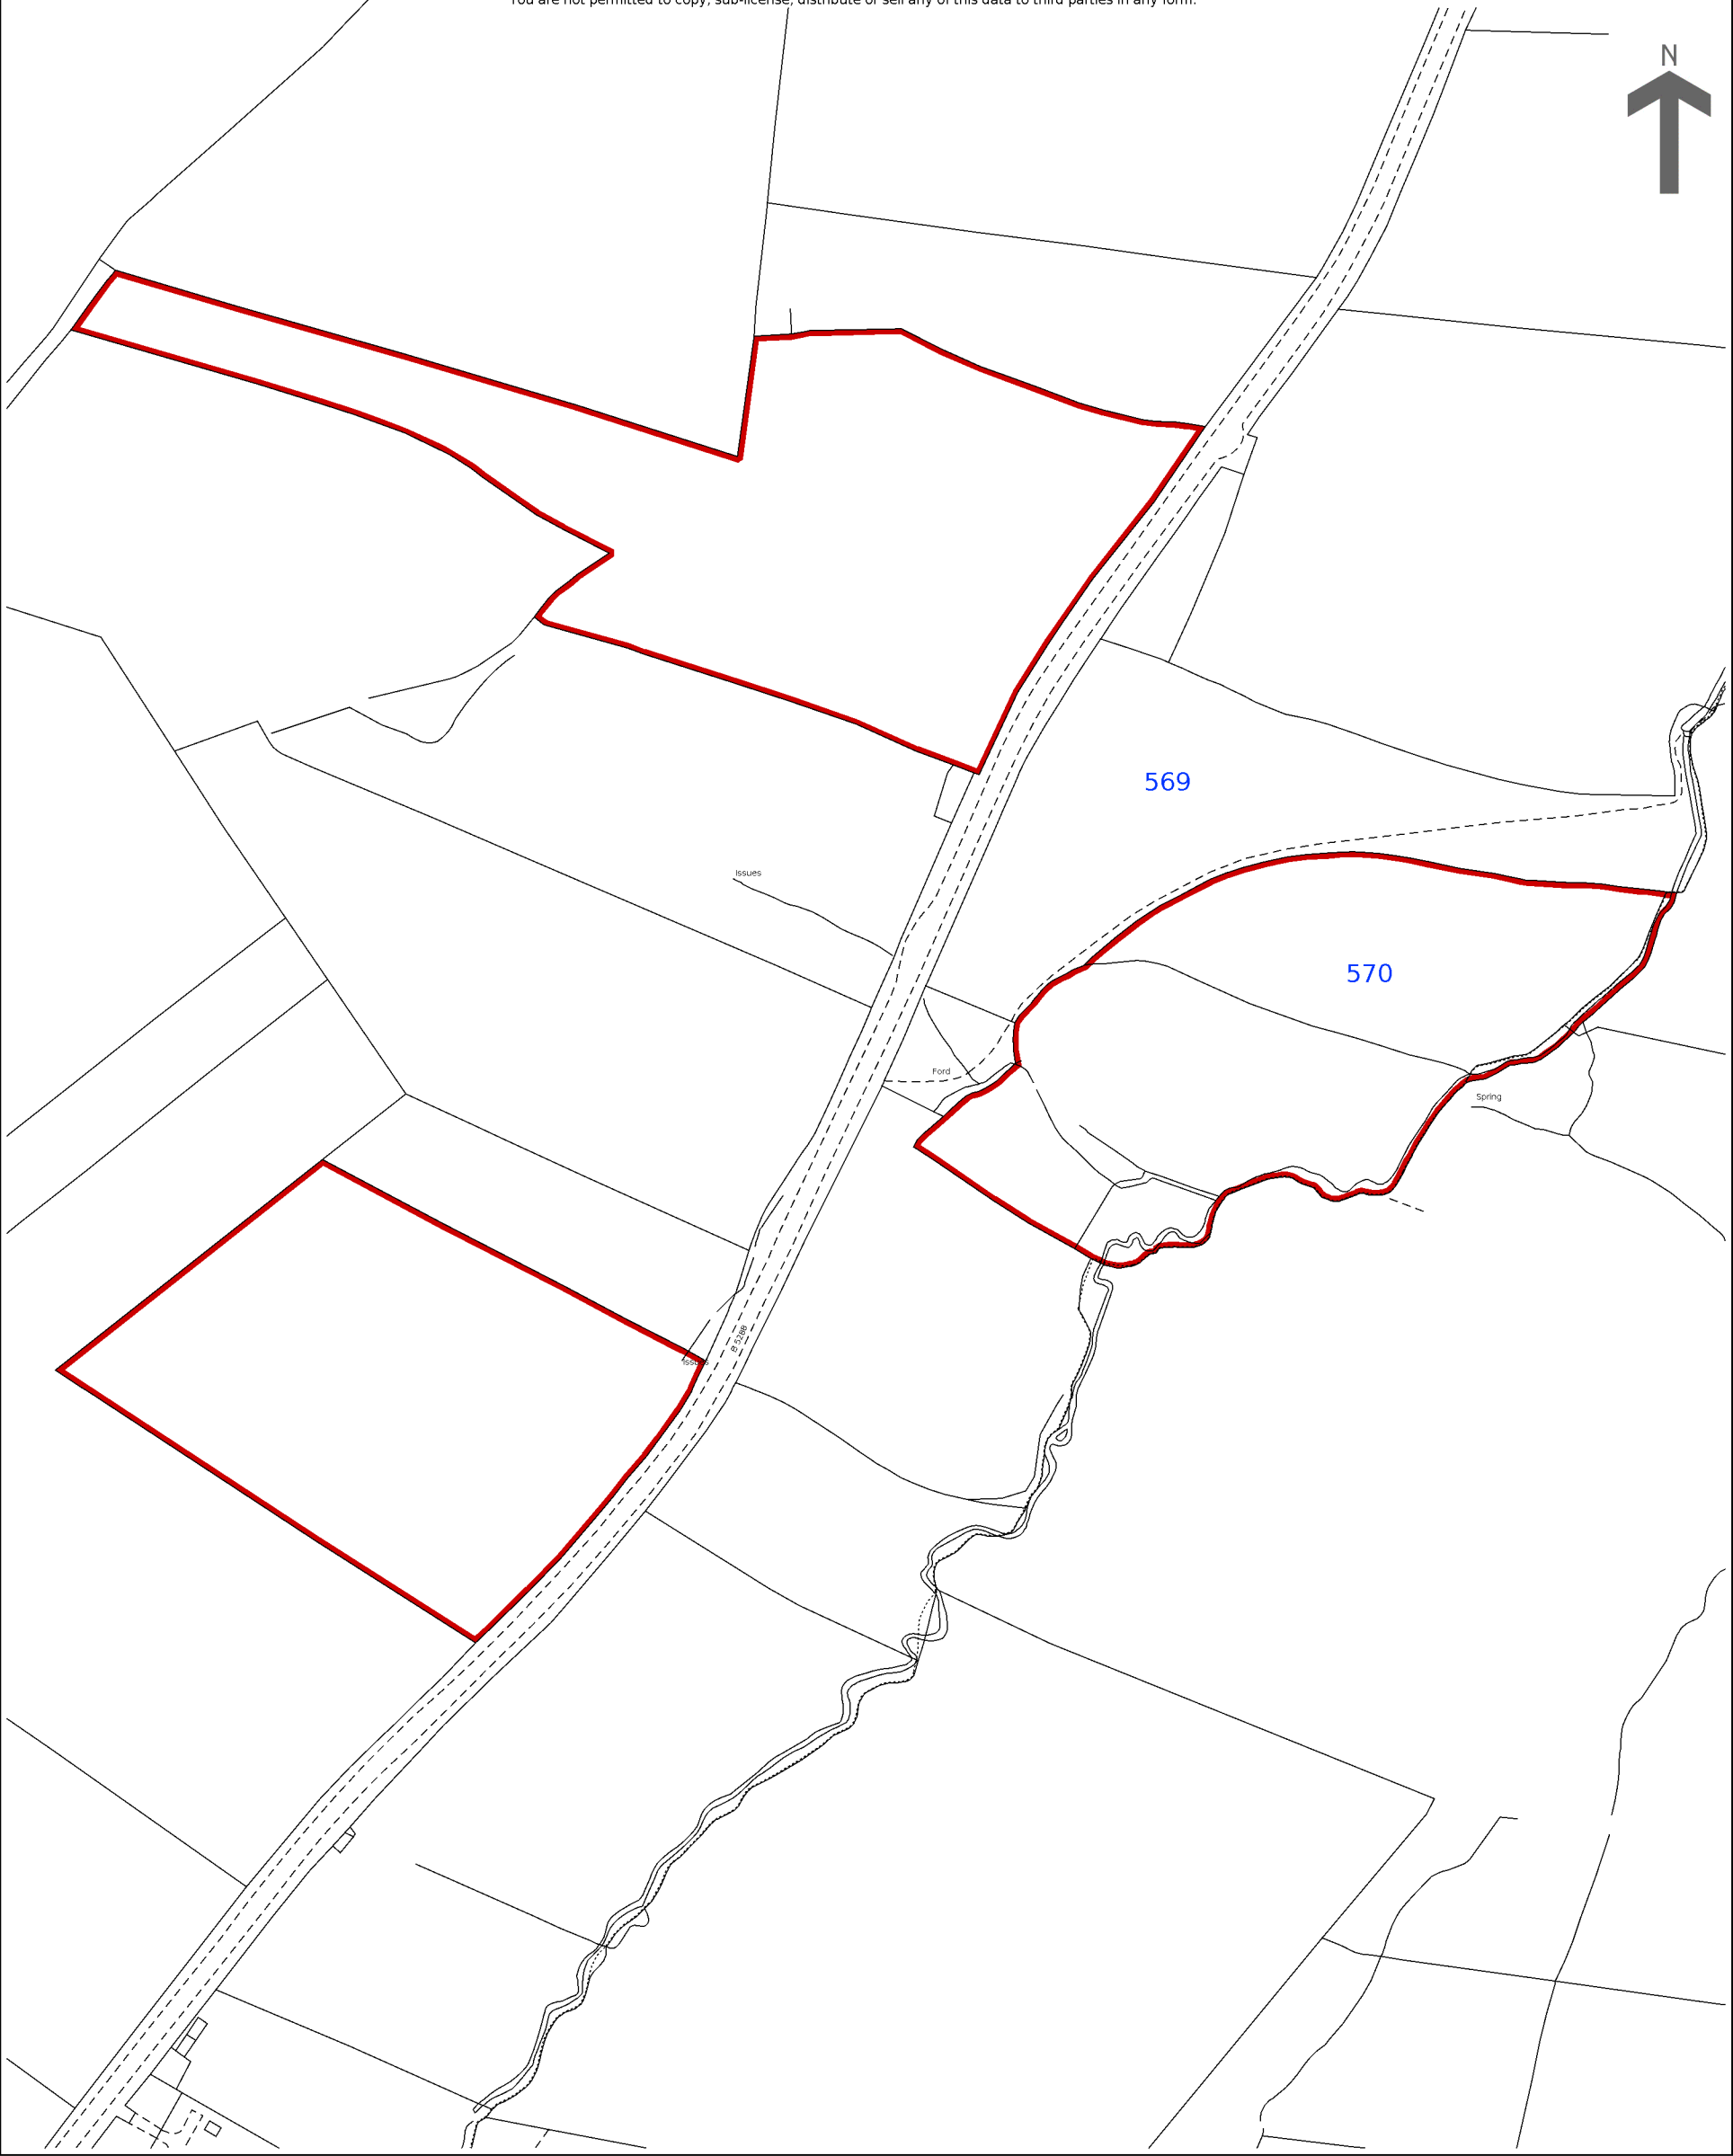 You are not permitted to copy, sub-license, distribute or sell any of this data to third parties in any form.
N
569
Issues
570
Ford
Spring
B 5288
Issues